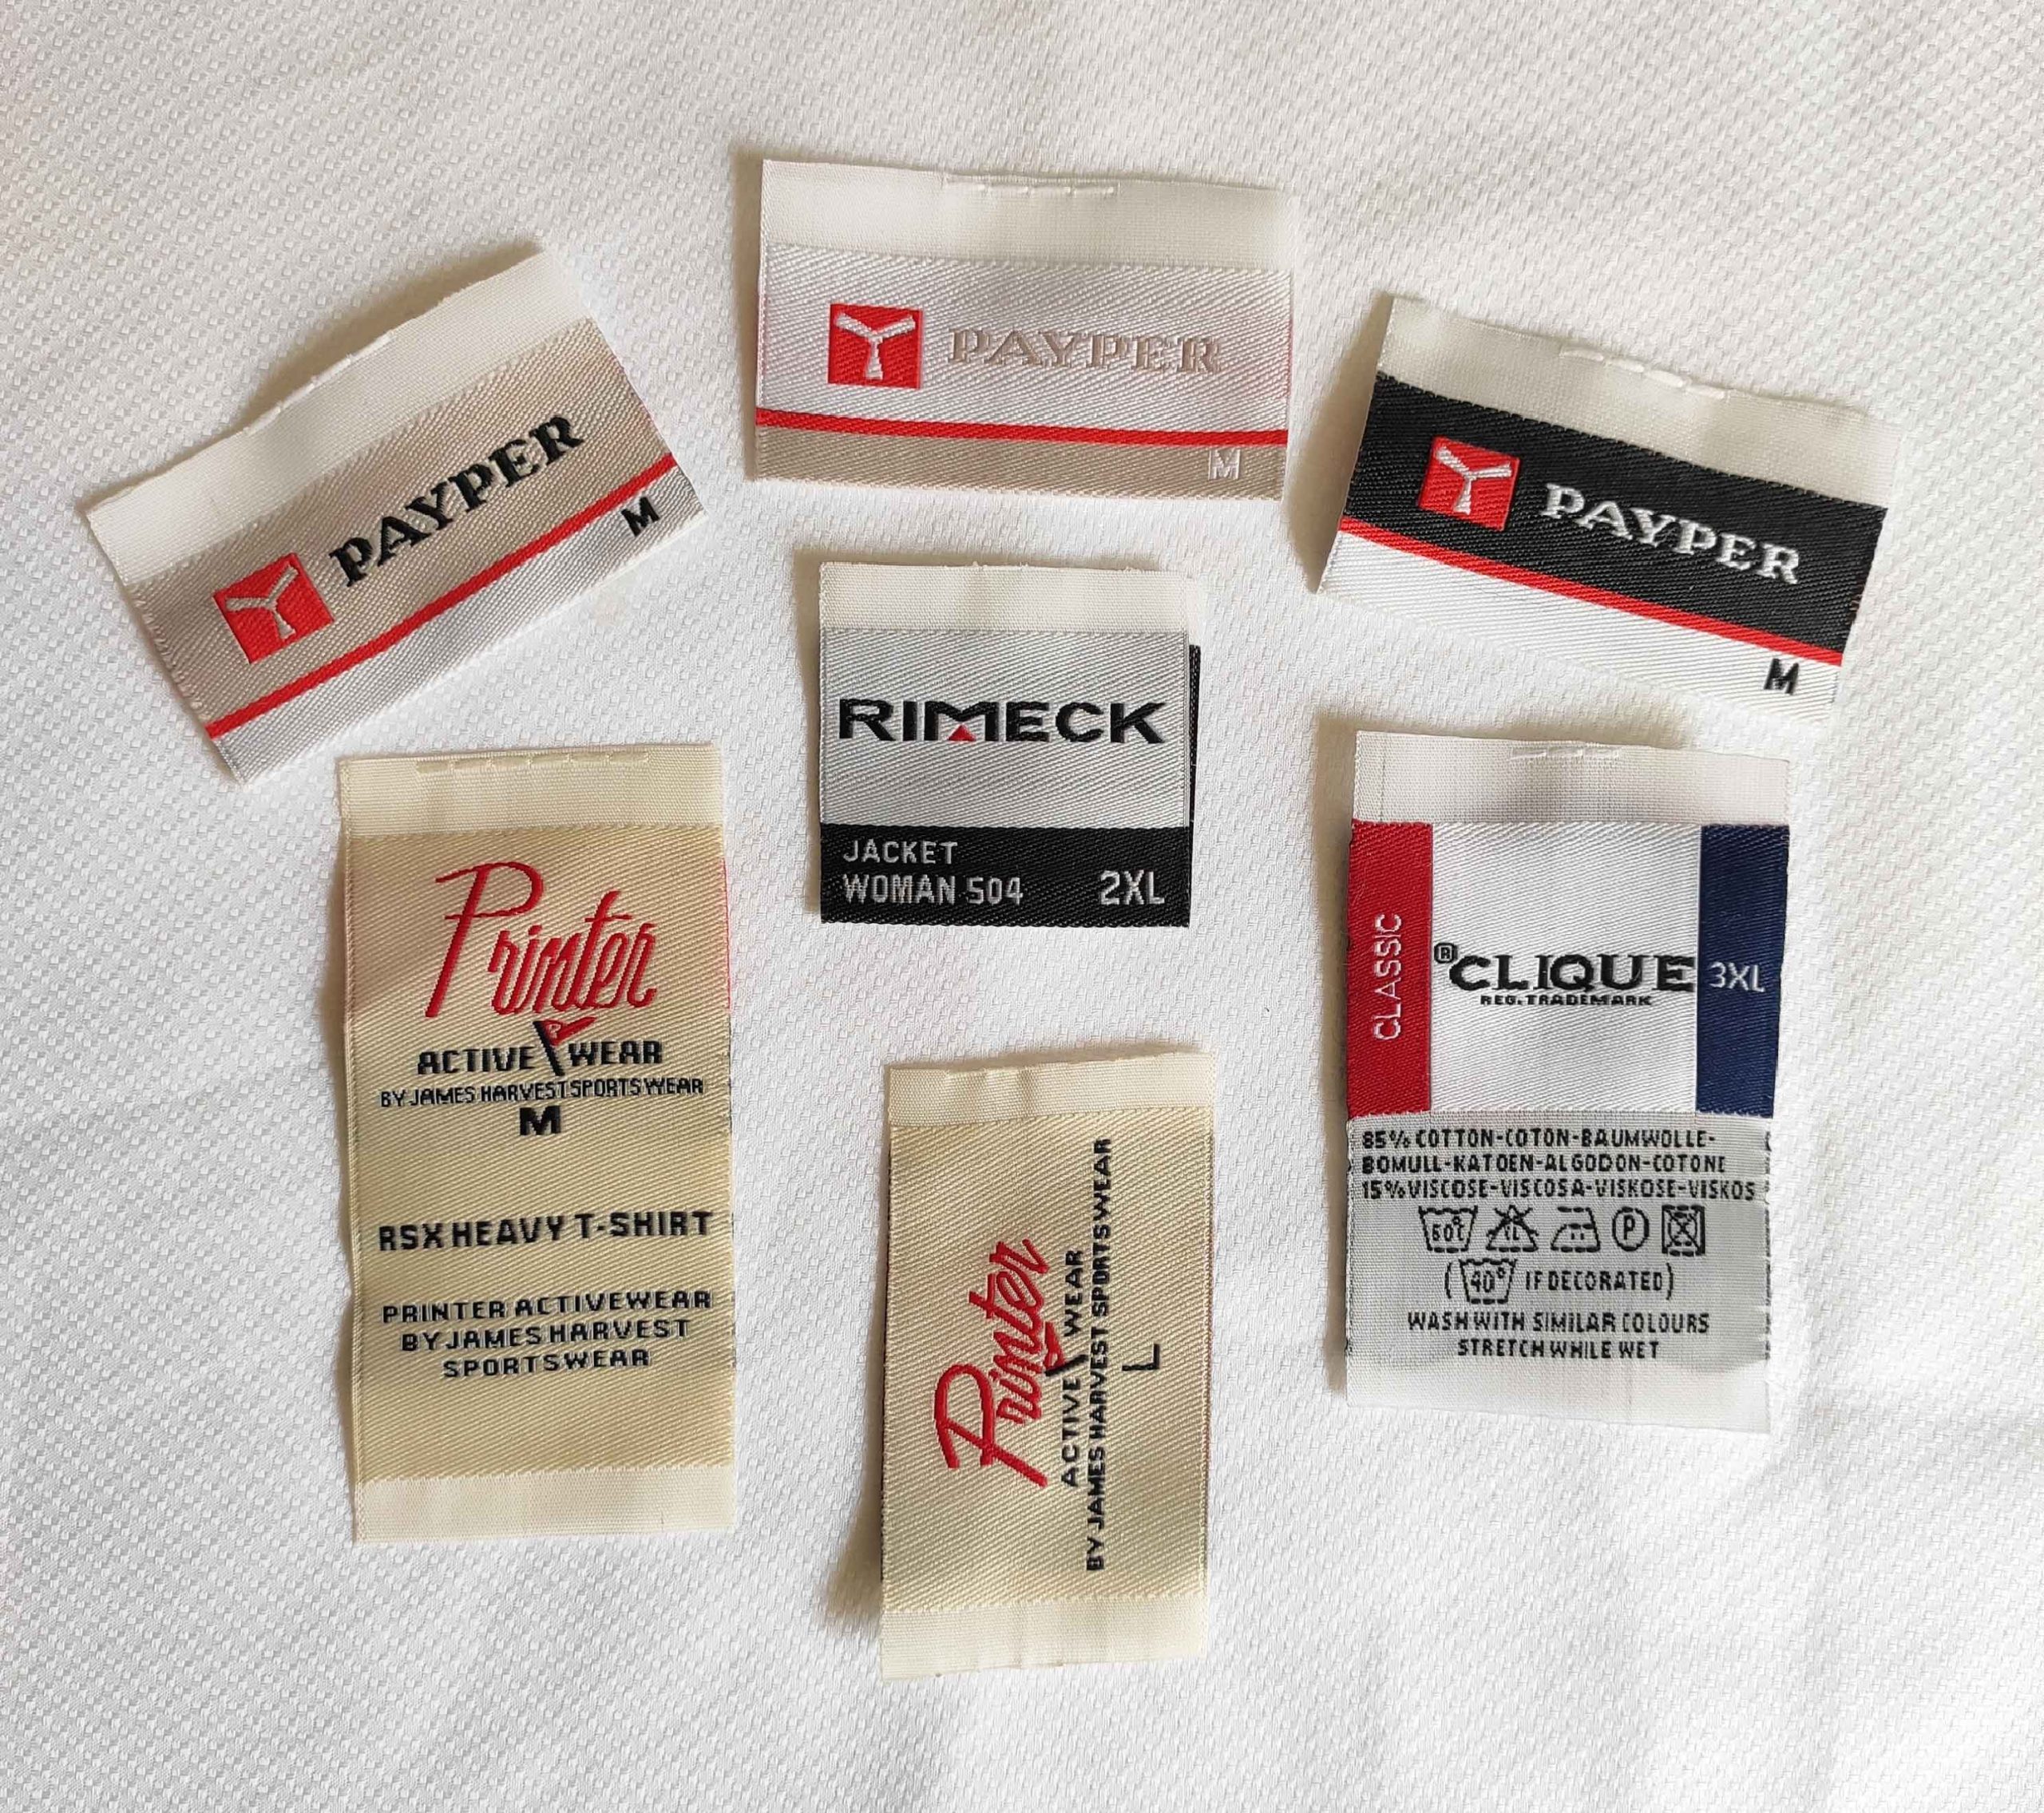 PAYPER
M
PAYPER
M
PAYPER
M
RIMECK
JACKET
WOMAN 504 2XL
Printer
ACTIVE WEAR
BY JAMES HARVEST SPORTSWEAR
M
RSX HEAVY T-SHIRT
PRINTER ACTIVEWEAR
BY JAMES HARVEST
SPORTSWEAR
Printer
ACTIVE WEAR
BY JAMES HARVEST SPORTSWEAR
L
CLASSIC
®CLIQUE
REG. TRADEMARK
3XL
85% COTTON-COTON-BAUMWOLLE-
BOMULL-KATOEN-ALGODON-COTONE
15% VISCOSE-VISCOSA-VISKOSE-VISKOS
60° CL P
(40° IF DECORATED)
WASH WITH SIMILAR COLOURS
STRETCH WHILE WET